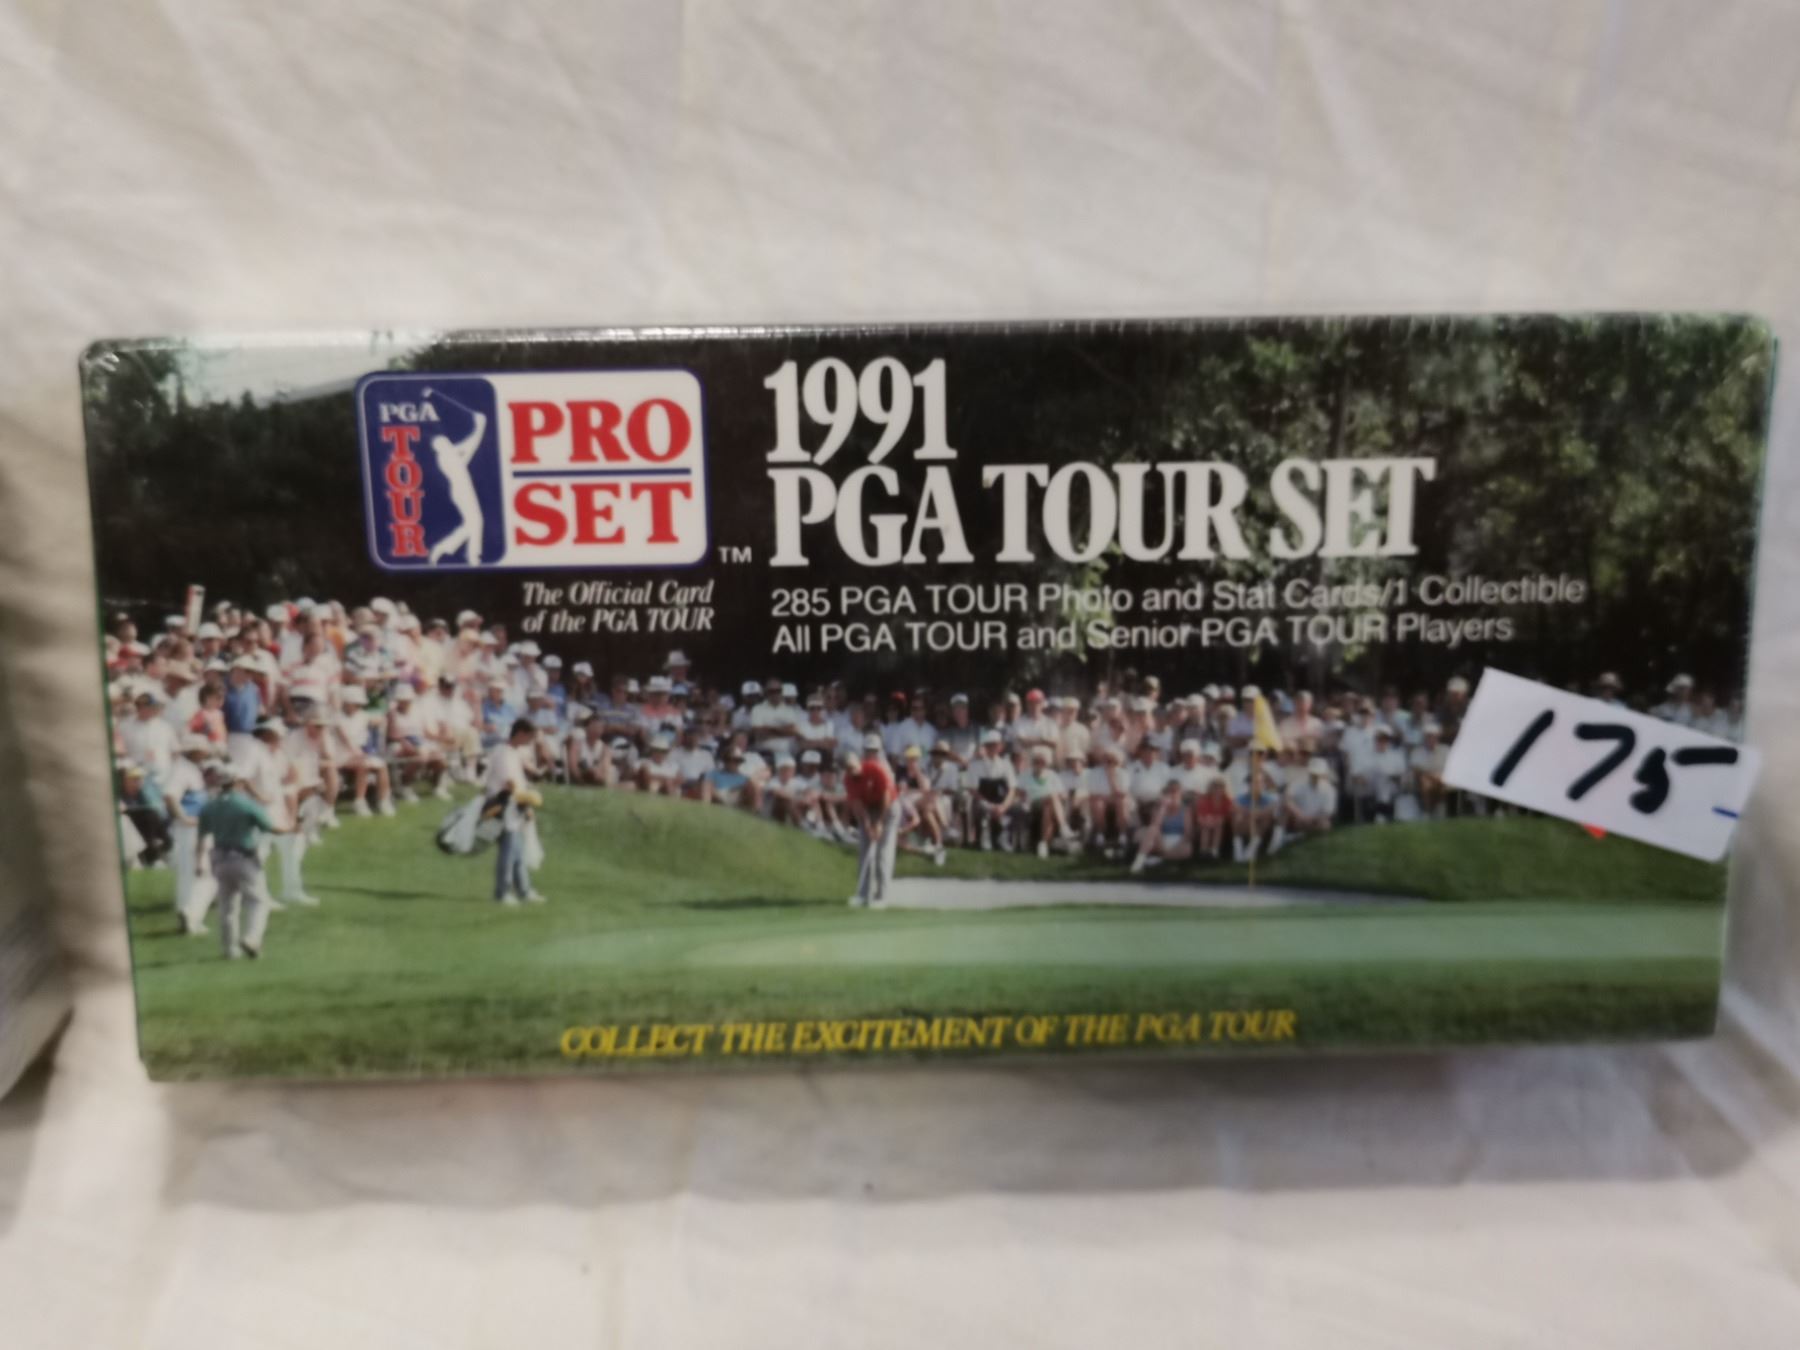 PGA
TOUR
PRO
SET
TM
The Official Card
of the PGA TOUR
1991
PGA TOUR SET
285 PGA TOUR Photo and Stat Cards/1 Collectible
All PGA TOUR and Senior PGA TOUR Players
175
COLLECT THE EXCITEMENT OF THE PGA TOUR